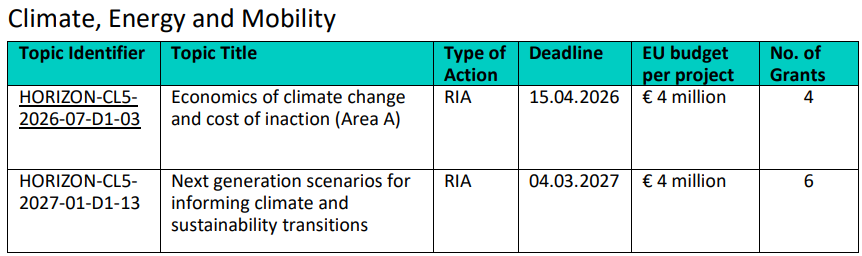 Climate, Energy and Mobility
Topic Identifier Topic Title Type of Action Deadline EU budget per project No. of Grants
HORIZON-CL5-2026-07-D1-03 Economics of climate change and cost of inaction (Area A) RIA 15.04.2026 € 4 million 4
HORIZON-CL5-2027-01-D1-13 Next generation scenarios for informing climate and sustainability transitions RIA 04.03.2027 € 4 million 6